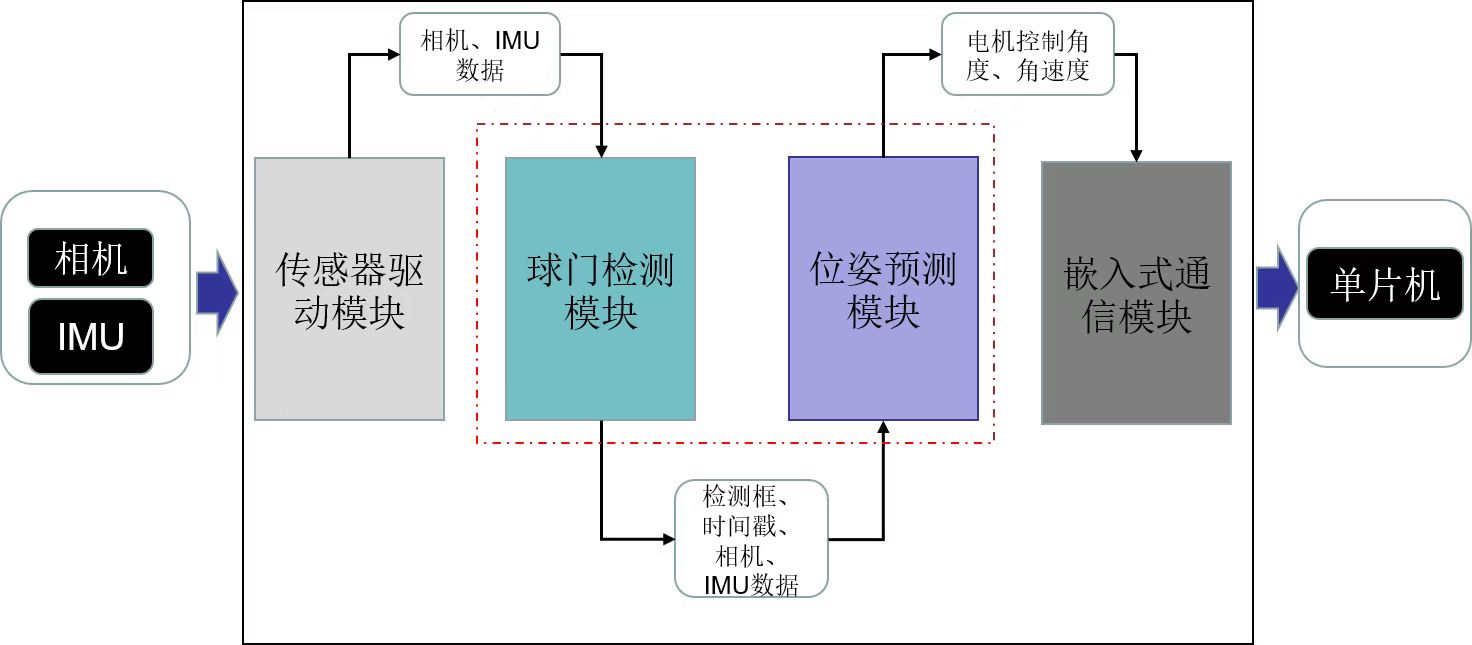 相机
IMU
传感器驱
动模块
相机、IMU
数据
球门检测
模块
检测框、
时间戳、
相机、
IMU数据
位姿预测
模块
电机控制角
度、角速度
嵌入式通
信模块
单片机